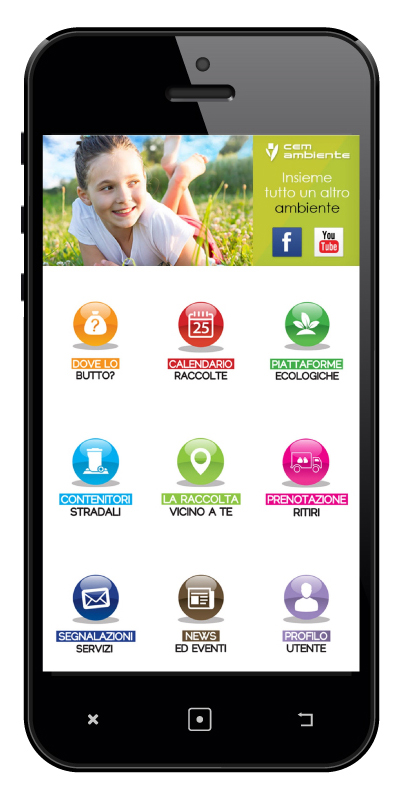 cem
ambiente
Insieme
tutto un altro
ambiente
f
You
Tube
?
25
DOVE LO
BUTTO?
CALENDARIO
RACCOLTE
PIATTAFORME
ECOLOGICHE
CONTENITORI
STRADALI
LA RACCOLTA
VICINO A TE
PRENOTAZIONE
RITIRI
SEGNALAZIONI
SERVIZI
NEWS
ED EVENTI
PROFILO
UTENTE